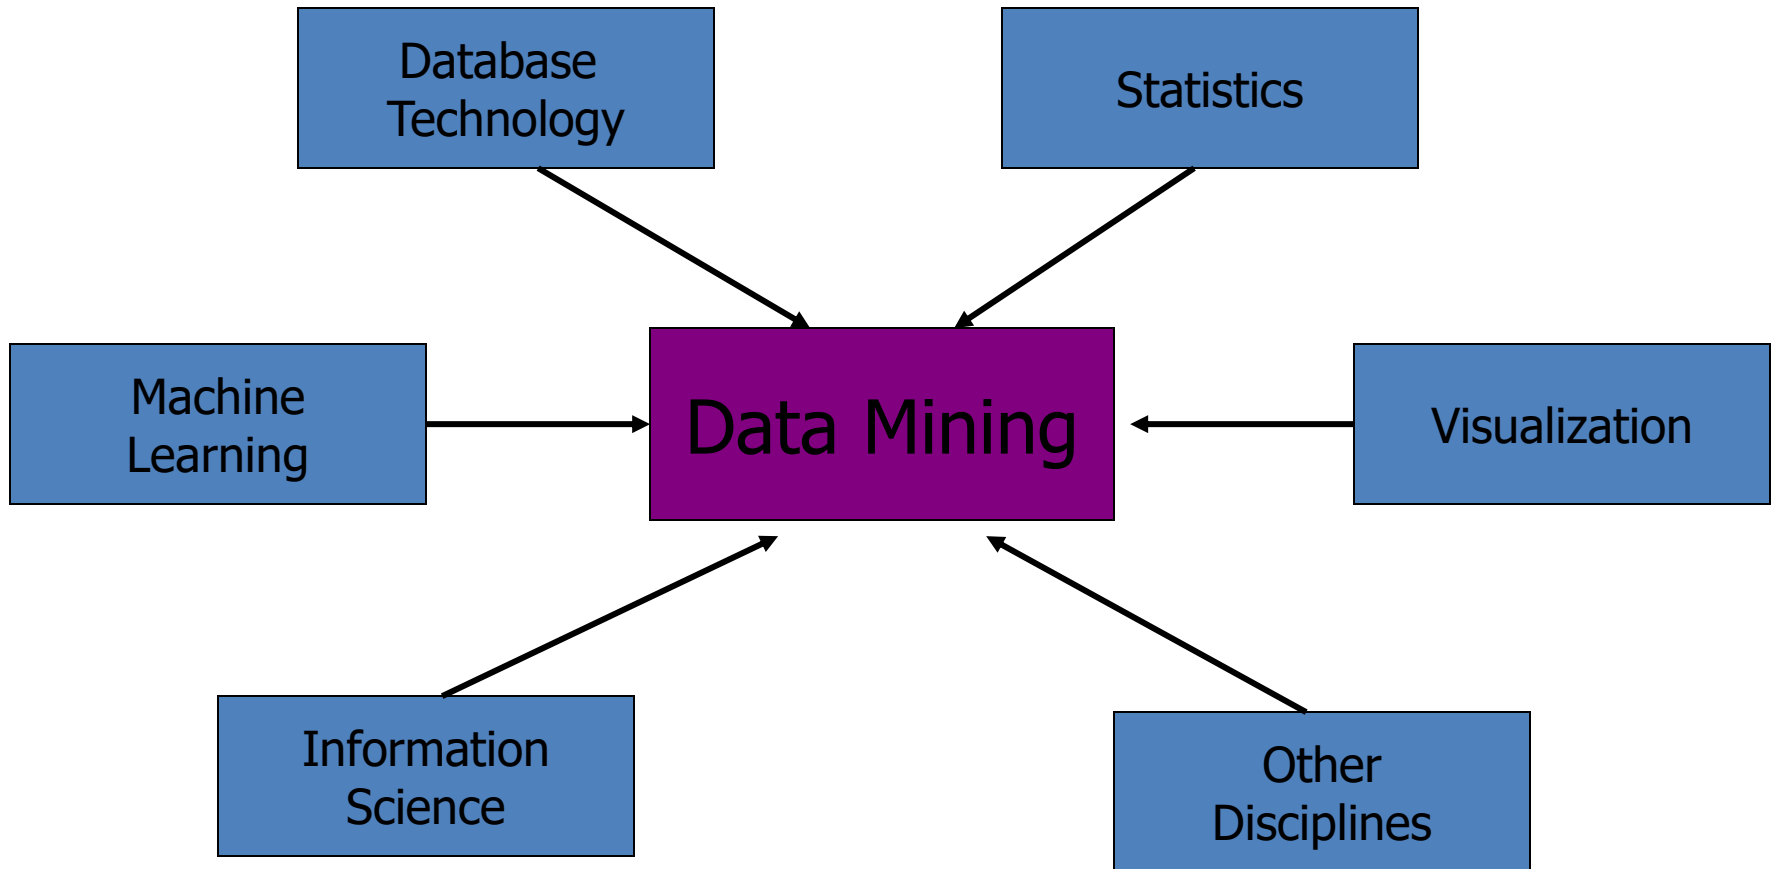 Database
Technology
Statistics
Machine
Learning
Data Mining
Visualization
Information
Science
Other
Disciplines